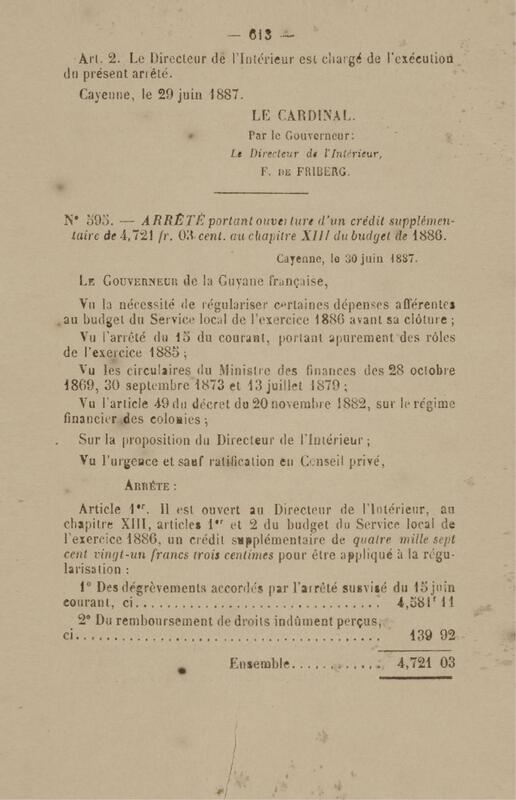 — 613 —
Art. 2. Le Directeur de l'Intérieur est chargé de l'exécution
du présent arrêté.
Cayenne, le 29 juin 1887.
LE CARDINAL.
Par le Gouverneur:
Le Directeur de l'Intérieur,
F. DE FRIBERG.
N° 595. — ARRÊTÉ portant ouverture d'un crédit supplémen-
taire de 4,721 fr. 03 cent. au chapitre XIII du budget de 1886.
Cayenne, le 30 juin 1887.
LE GOUVERNEUR de la Guyane française,
Vu la nécessité de régulariser certaines dépenses afférentes
au budget du Service local de l'exercice 1886 avant sa clôture;
Vu l'arrêté du 15 du courant, portant apurement des rôles
de l'exercice 1885;
Vu les circulaires du Ministre des finances des 28 octobre
1869, 30 septembre 1873 et 13 juillet 1879;
Vu l'article 49 du décret du 20 novembre 1882, sur le régime
financier des colonies;
Sur la proposition du Directeur de l'Intérieur;
Vu l'urgence et sauf ratification en Conseil privé,
ARRÊTE:
Article 1er. Il est ouvert au Directeur de l'Intérieur, au
chapitre XIII, articles 1er et 2 du budget du Service local de
l'exercice 1886, un crédit supplémentaire de quatre mille sept
cent vingt-un francs trois centimes pour être appliqué à la régu-
larisation:
1° Des dégrèvements accordés par l'arrêté susvisé du 15 juin
courant, ci................................ 4,581f 11
2° Du remboursement de droits indûment perçus,
ci........................................ 139 92
Ensemble............ 4,721 03